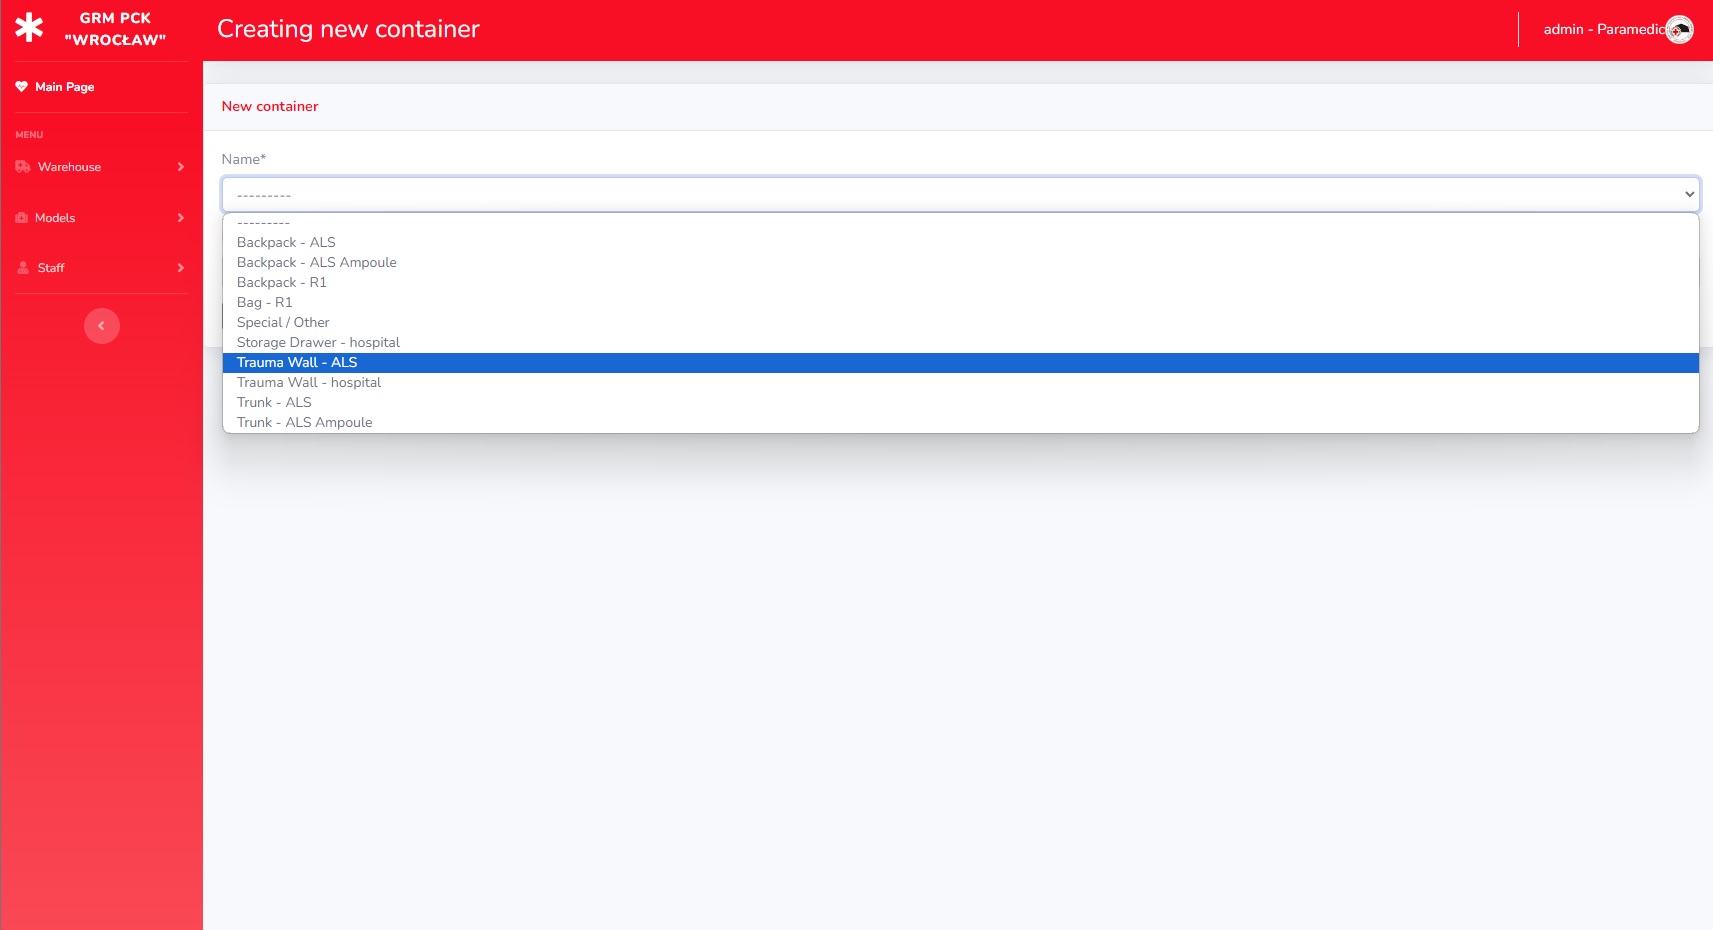 GRM PCK
"WROCŁAW"
Creating new container
admin - Paramedic
Main Page
MENU
Warehouse
Models
Staff
New container
Name*
---------
---------
Backpack - ALS
Backpack - ALS Ampoule
Backpack - R1
Bag - R1
Special / Other
Storage Drawer - hospital
Trauma Wall - ALS
Trauma Wall - hospital
Trunk - ALS
Trunk - ALS Ampoule